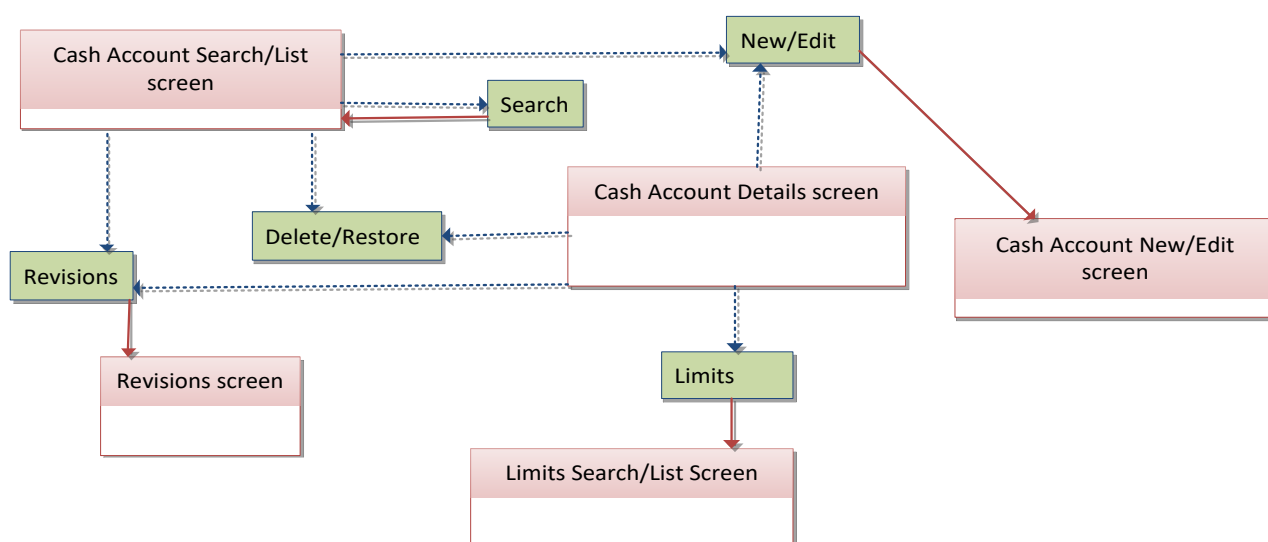 Cash Account Search/List
screen
New/Edit
Search
Cash Account Details screen
Delete/Restore
Cash Account New/Edit
screen
Revisions
Limits
Revisions screen
Limits Search/List Screen